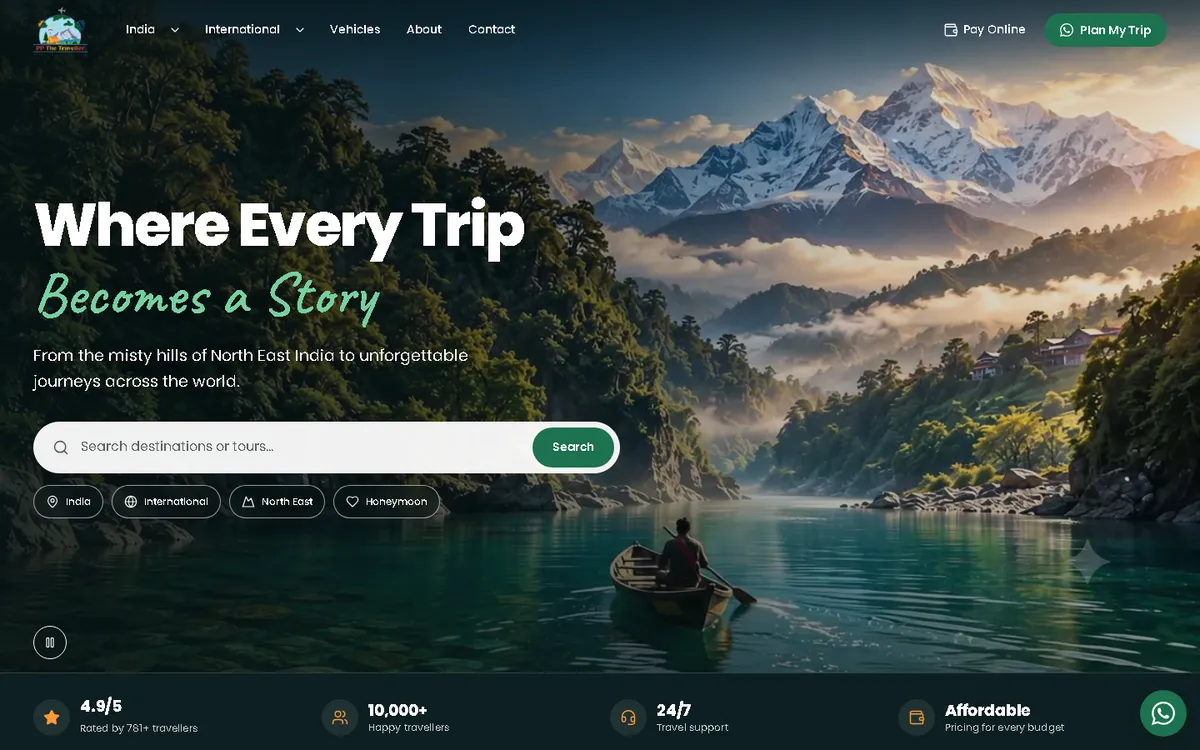 PP The Traveller
India
International
Vehicles
About
Contact
Pay Online
Plan My Trip
Where Every Trip
Becomes a Story
From the misty hills of North East India to unforgettable
journeys across the world.
Search destinations or tours...
Search
India
International
North East
Honeymoon
4.9/5
Rated by 781+ travellers
10,000+
Happy travellers
24/7
Travel support
Affordable
Pricing for every budget